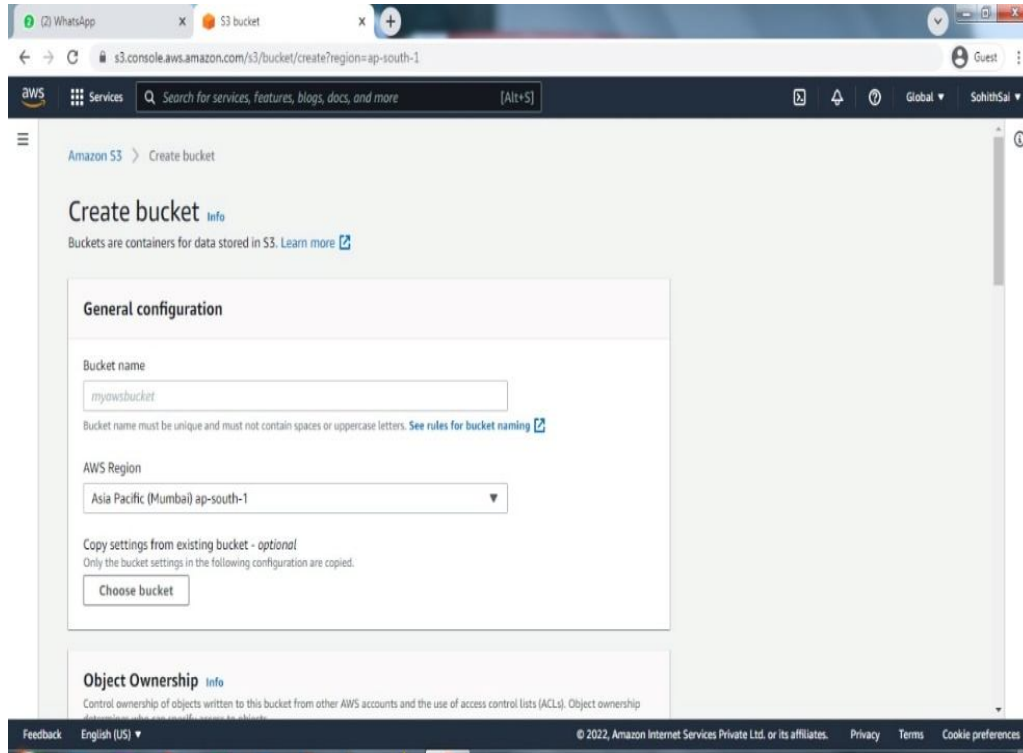 (2) WhatsApp
S3 bucket
s3.console.aws.amazon.com/s3/bucket/create?region=ap-south-1
Guest
aws
Services
Search for services, features, blogs, docs, and more
[Alt+S]
Global
SohithSai
Amazon S3
Create bucket
Create bucket Info
Buckets are containers for data stored in S3. Learn more
General configuration
Bucket name
myawsbucket
Bucket name must be unique and must not contain spaces or uppercase letters. See rules for bucket naming
AWS Region
Asia Pacific (Mumbai) ap-south-1
Copy settings from existing bucket - optional
Only the bucket settings in the following configuration are copied.
Choose bucket
Object Ownership Info
Control ownership of objects written to this bucket from other AWS accounts and the use of access control lists (ACLs). Object ownership
determines who can specify access to objects.
Feedback
English (US)
© 2022, Amazon Internet Services Private Ltd. or its affiliates.
Privacy
Terms
Cookie preferences